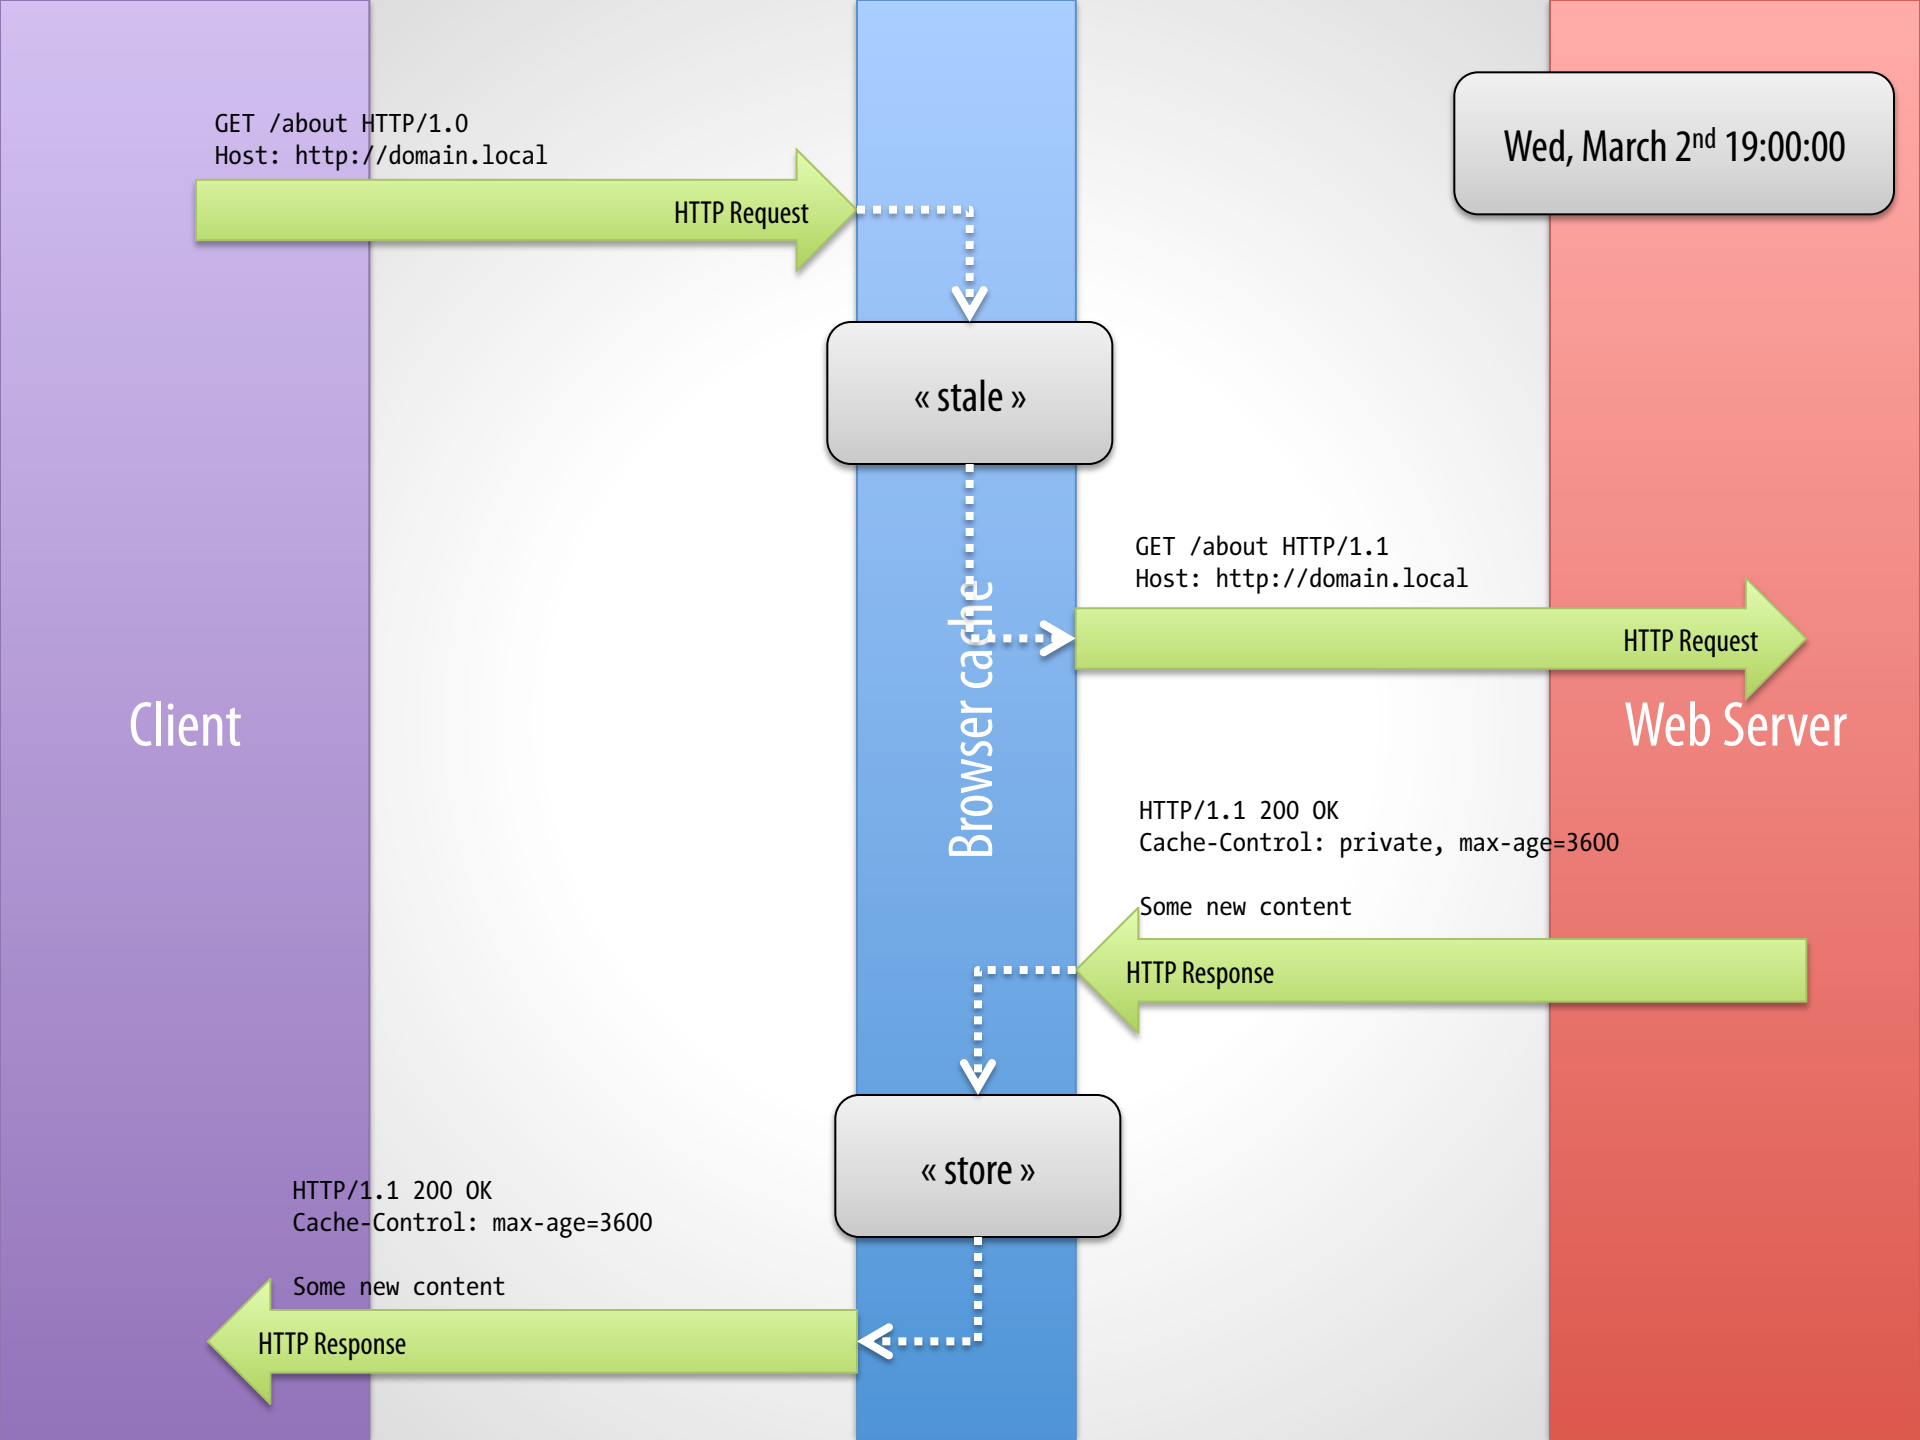 GET /about HTTP/1.0
Host: http://domain.local
HTTP Request
Wed, March 2nd 19:00:00
« stale »
GET /about HTTP/1.1
Host: http://domain.local
HTTP Request
Client
Browser cache
Web Server
HTTP/1.1 200 OK
Cache-Control: private, max-age=3600
Some new content
HTTP Response
« store »
HTTP/1.1 200 OK
Cache-Control: max-age=3600
Some new content
HTTP Response